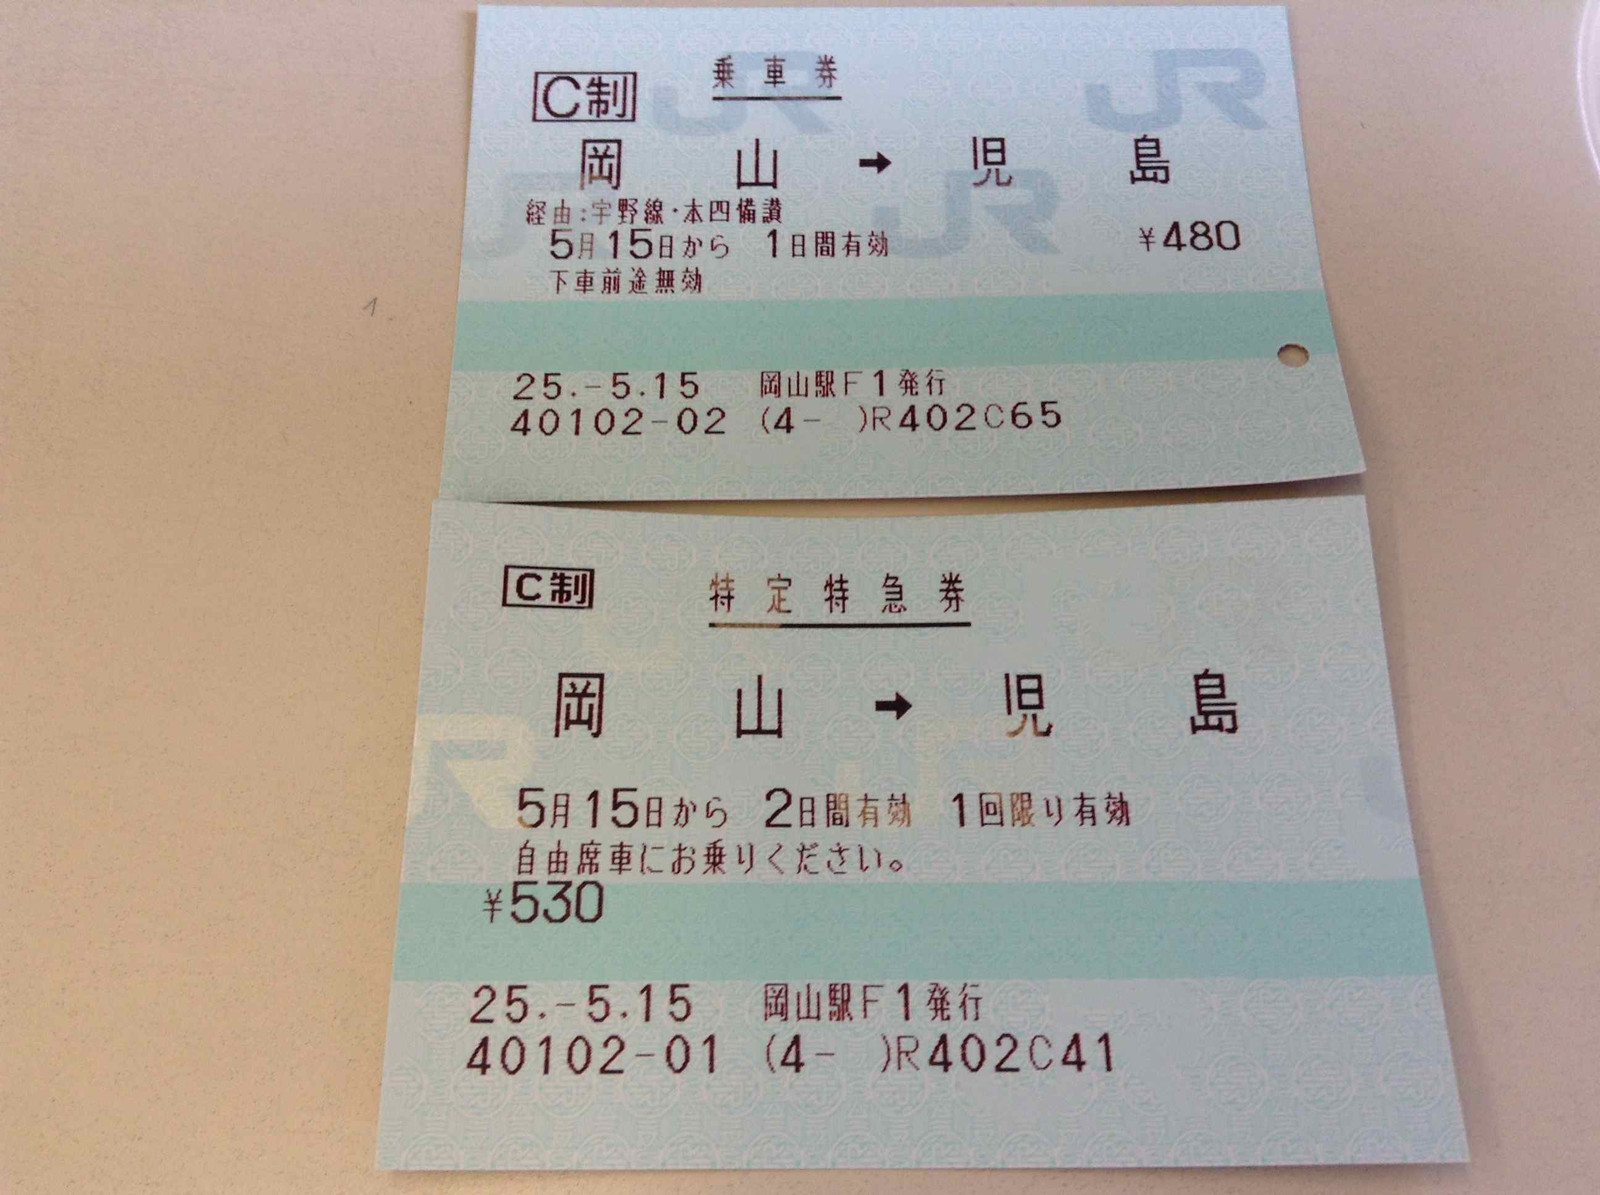 乗車券
C制
岡山→児島
経由:宇野線・本四備讃
5月15日から 1日間有効 ¥480
下車前途無効
25.-5.15 岡山駅F1発行
40102-02 (4- )R402C65
C制 特定特急券
岡山→児島
5月15日から 2日間有効 1回限り有効
自由席車にお乗りください。
¥530
25.-5.15 岡山駅F1発行
40102-01 (4- )R402C41